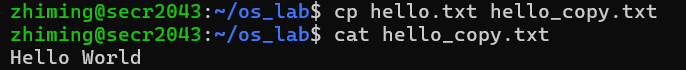 zhiming@secr2043:~/os_lab$ cp hello.txt hello_copy.txt
zhiming@secr2043:~/os_lab$ cat hello_copy.txt
Hello World